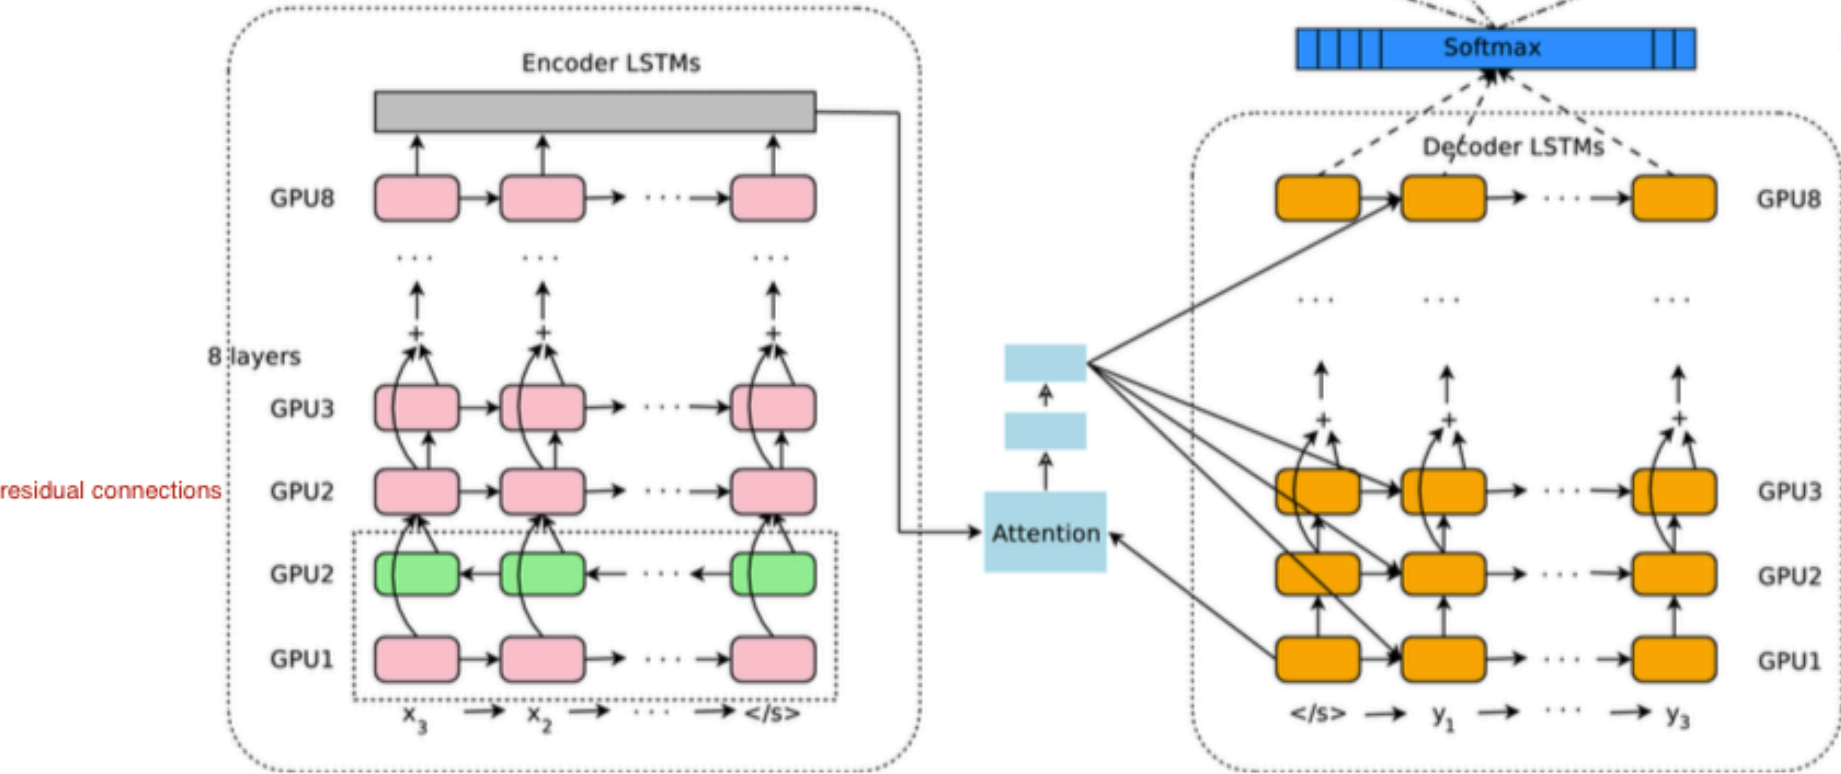 Encoder LSTMs
GPU8
8 layers
GPU3
residual connections
GPU2
GPU2
GPU1
x3 x2 ... </s>
Attention
Softmax
Decoder LSTMs
GPU8
GPU3
GPU2
GPU1
</s> y1 ... y3